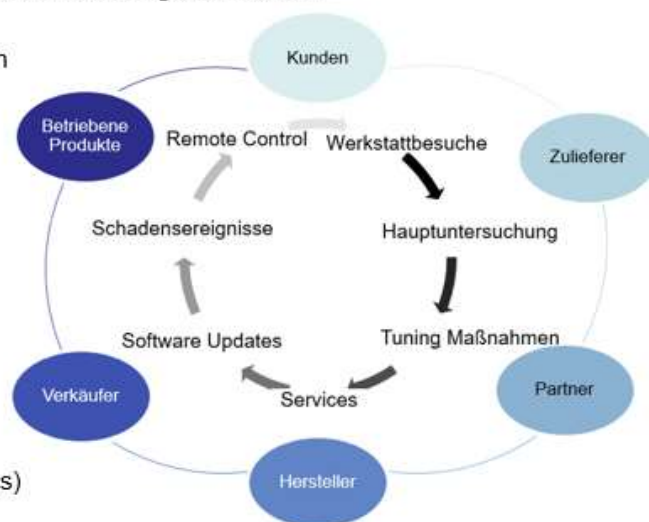 Kunden
Betriebene
Produkte
Remote Control
Werkstattbesuche
Zulieferer
Schadensereignisse
Hauptuntersuchung
Software Updates
Tuning Maßnahmen
Verkäufer
Services
Partner
Hersteller
s)